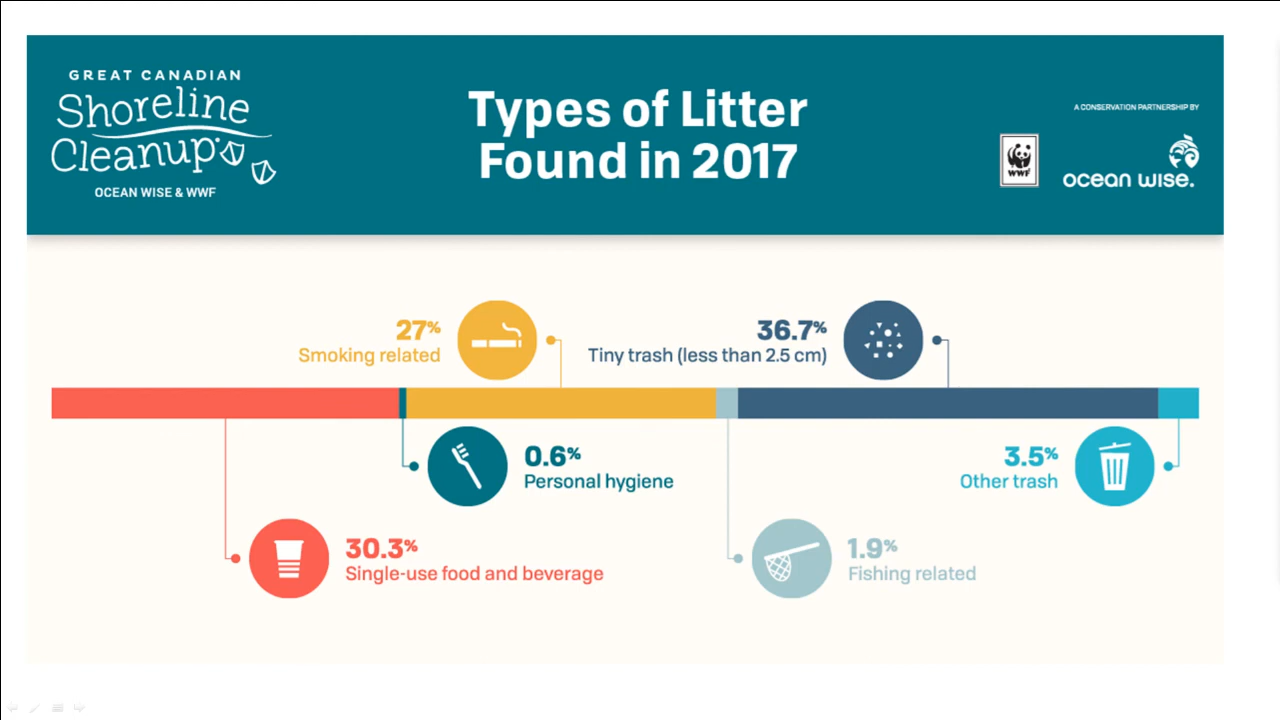 GREAT CANADIAN
Shoreline
Cleanup
OCEAN WISE & WWF
Types of Litter
Found in 2017
A CONSERVATION PARTNERSHIP BY
WWF
ocean wise.
27%
Smoking related
36.7%
Tiny trash (less than 2.5 cm)
0.6%
Personal hygiene
3.5%
Other trash
30.3%
Single-use food and beverage
1.9%
Fishing related